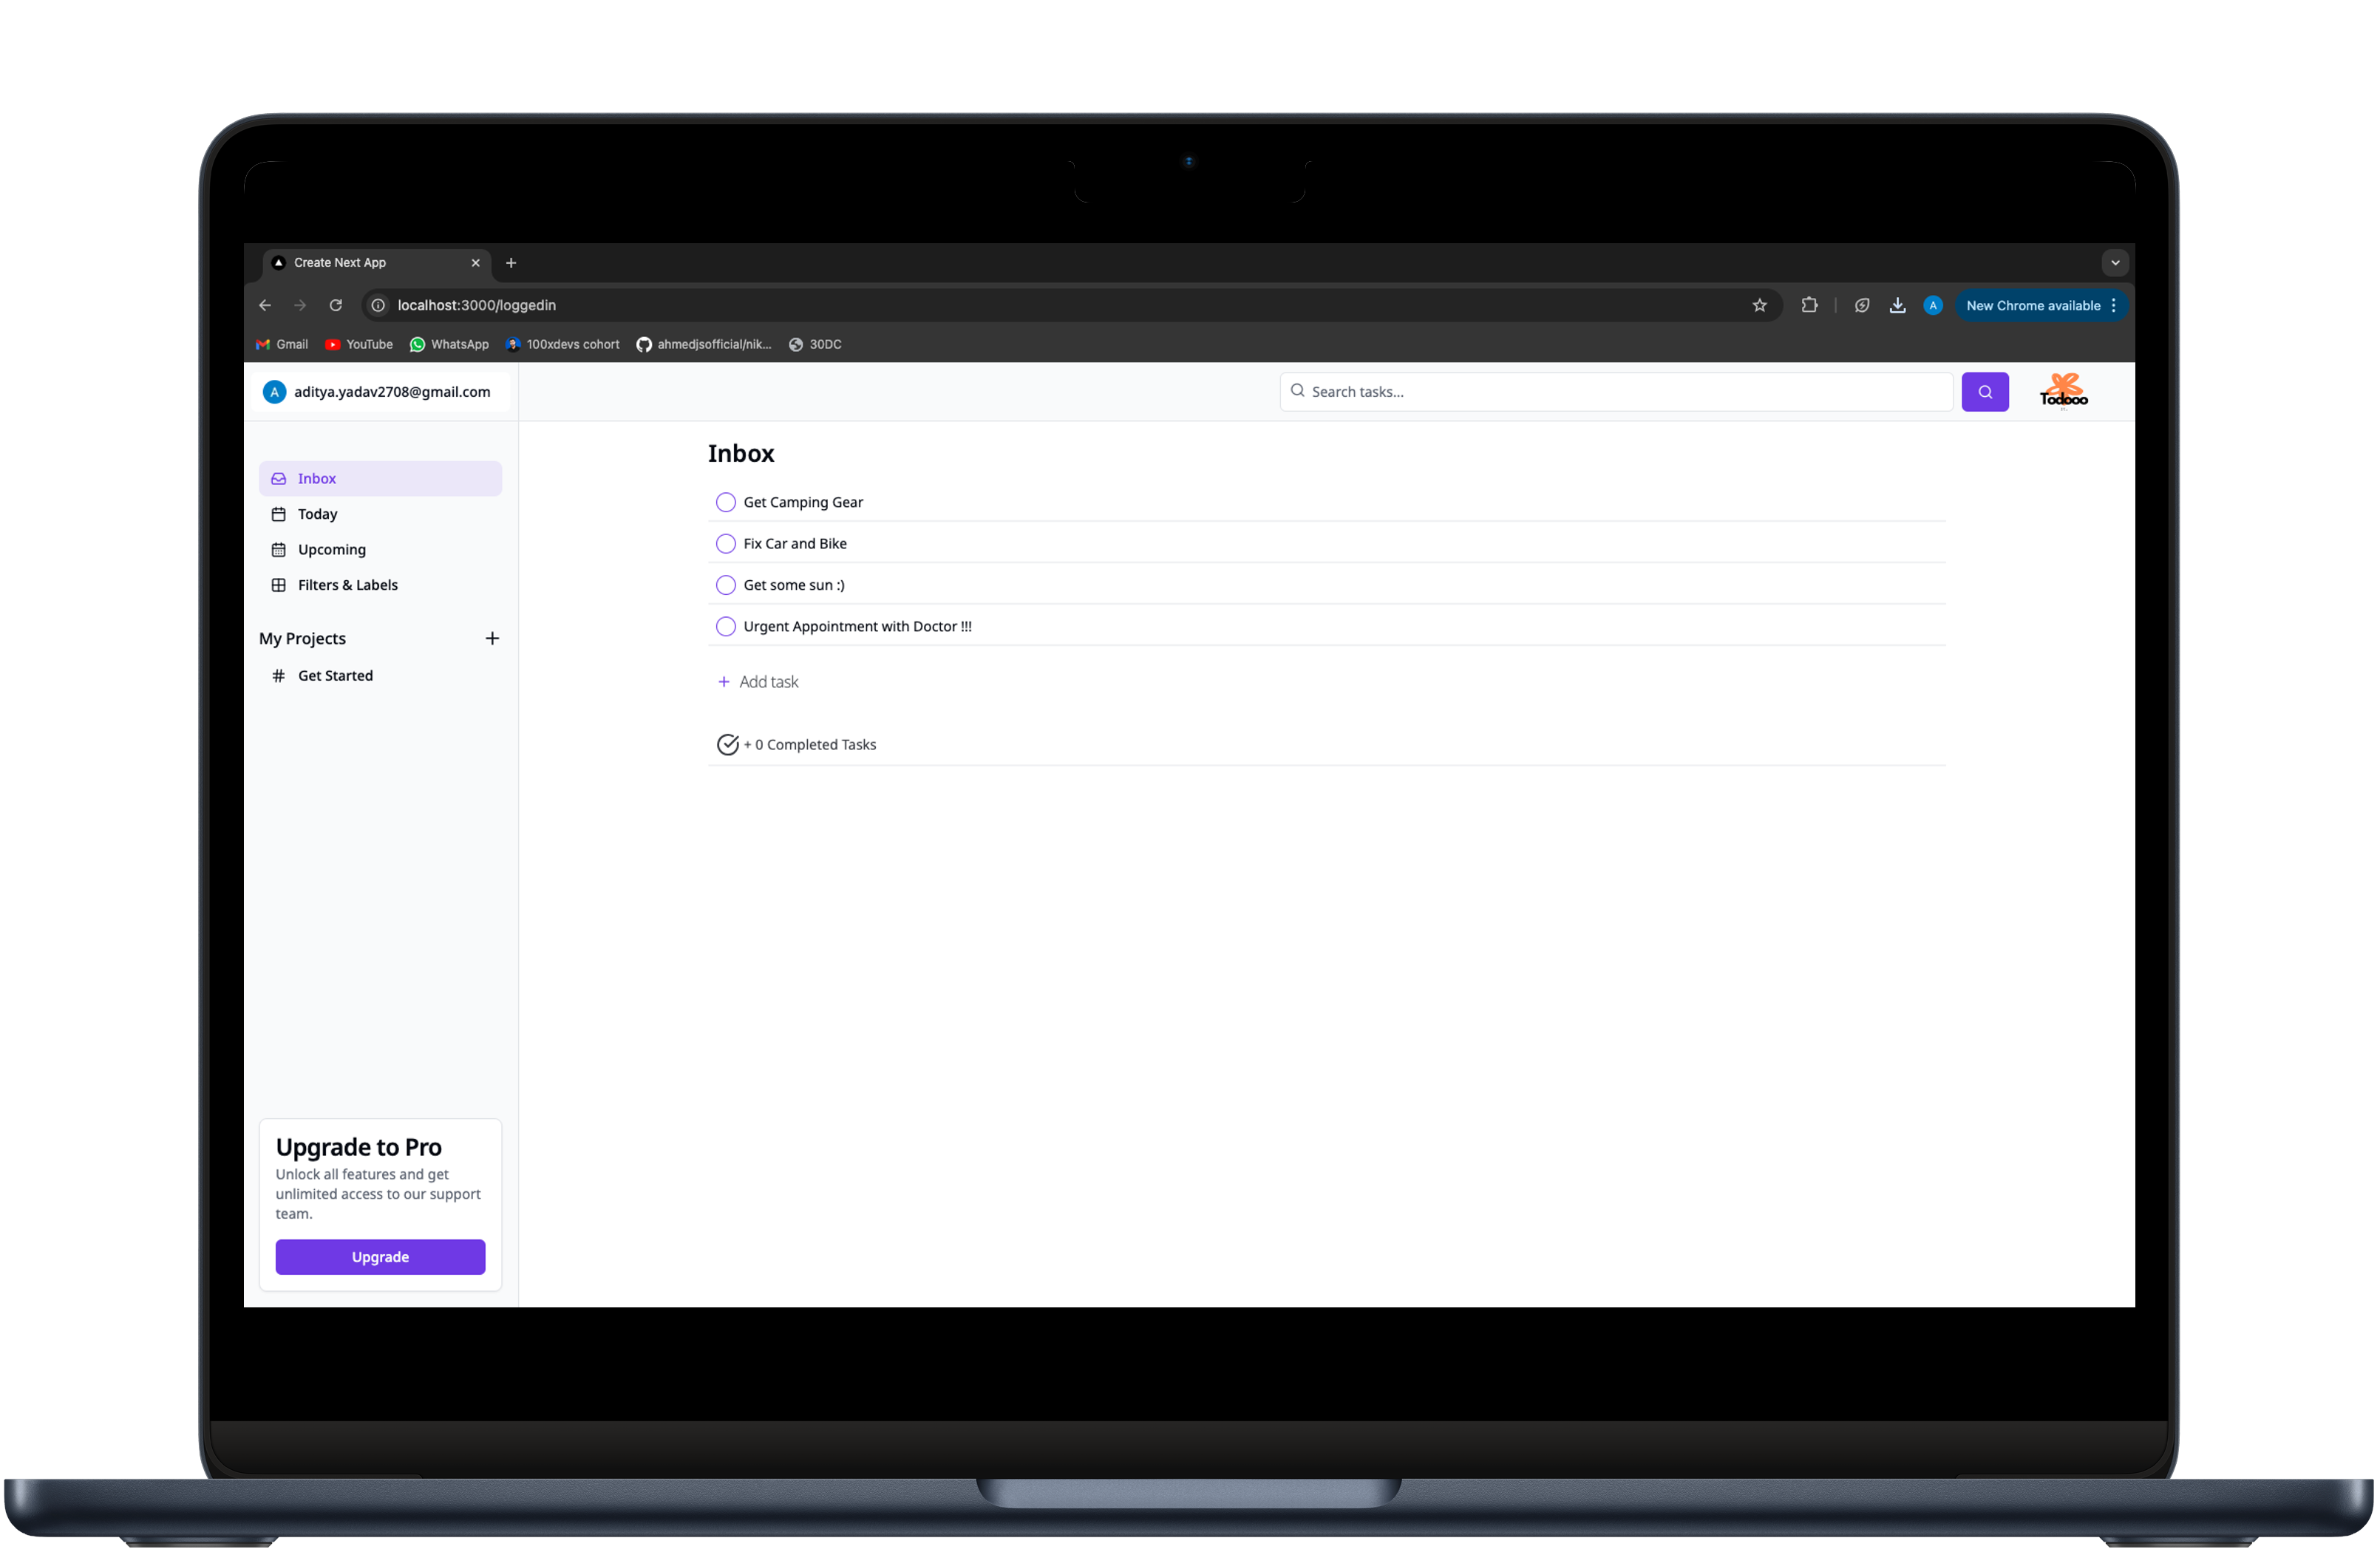 Create Next App
localhost:3000/loggedin
A
New Chrome available
Gmail YouTube WhatsApp 100xdevs cohort ahmedjsofficial/nik... 30DC
A aditya.yadav2708@gmail.com
Search tasks...
Todooo
Inbox
Today
Upcoming
Filters & Labels
My Projects
Get Started
Upgrade to Pro
Unlock all features and get
unlimited access to our support
team.
Upgrade
Inbox
Get Camping Gear
Fix Car and Bike
Get some sun :)
Urgent Appointment with Doctor !!!
+ Add task
+ 0 Completed Tasks